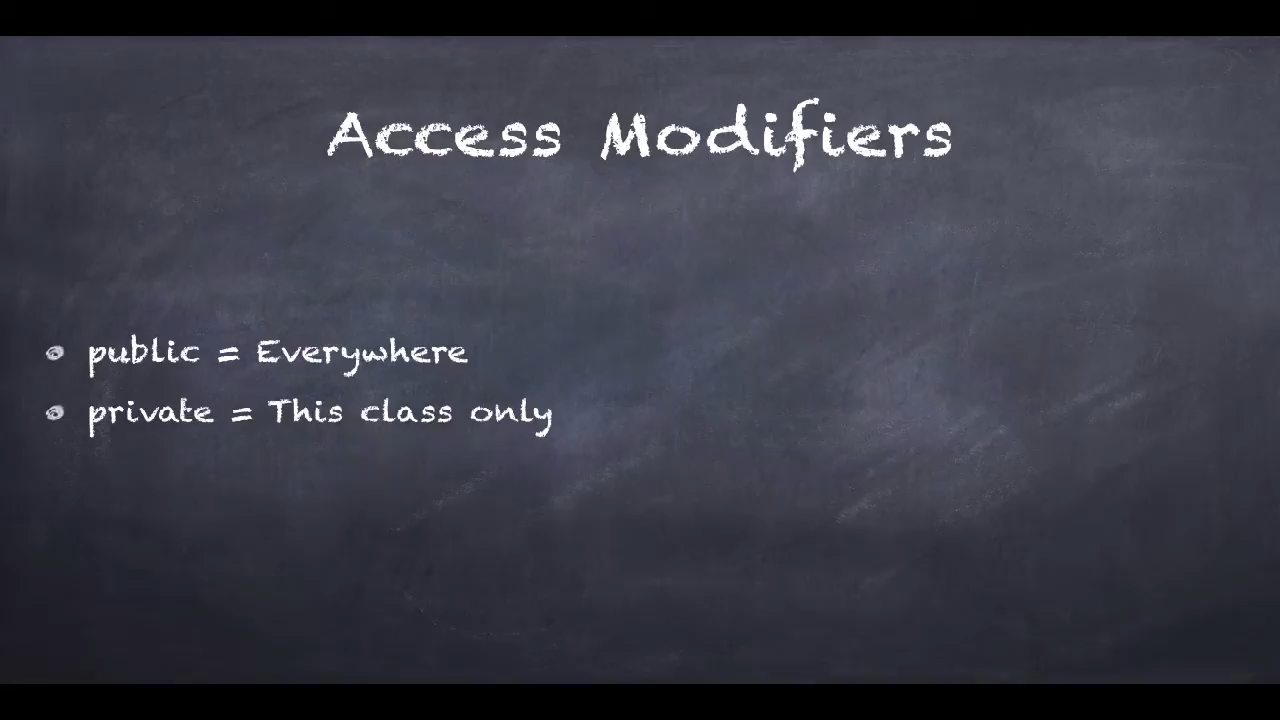 Access Modifiers
public = Everywhere
private = This class only